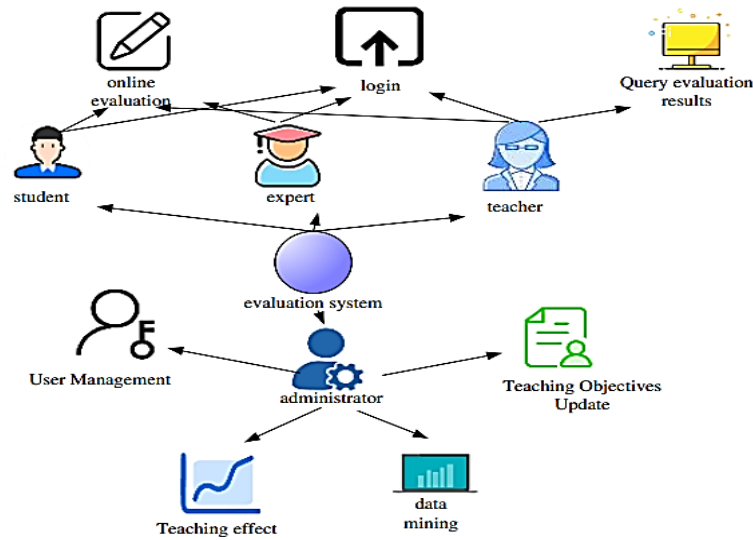 online
evaluation
login
Query evaluation
results
student
expert
teacher
evaluation system
User Management
administrator
Teaching Objectives
Update
Teaching effect
data
mining